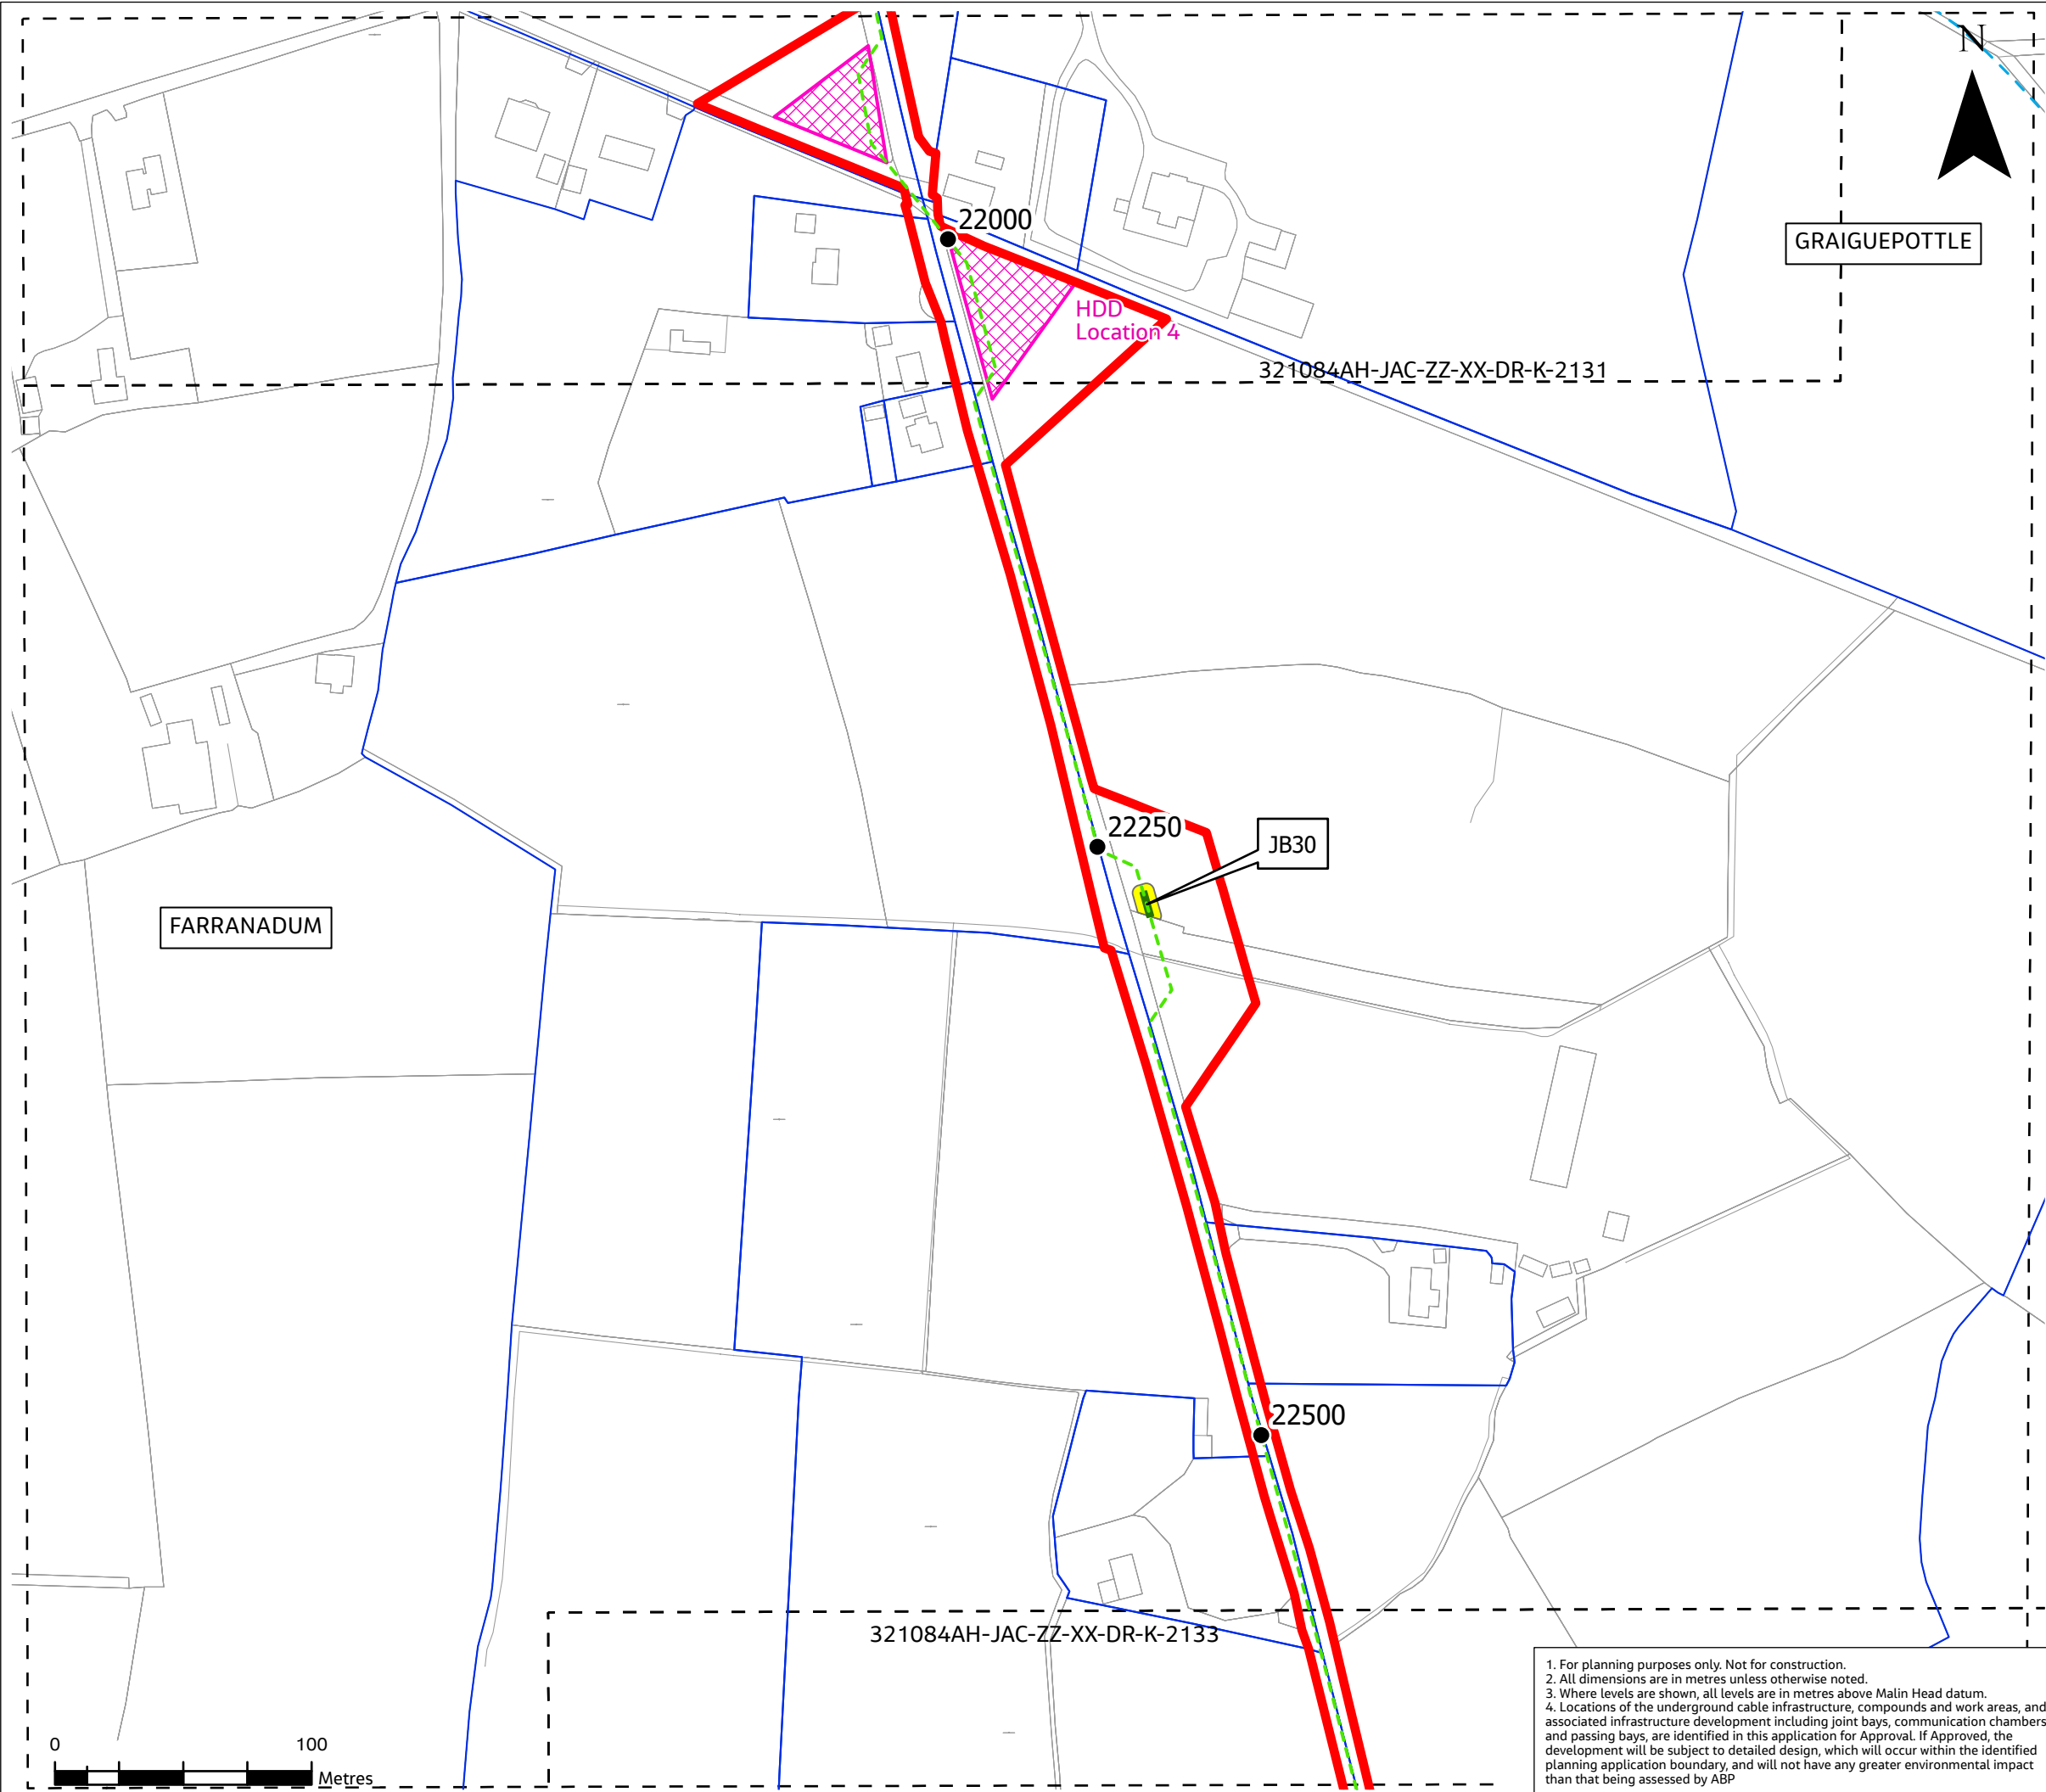 N
22000
GRAIGUEPOTTLE
HDD
Location 4
321084AH-JAC-ZZ-XX-DR-K-2131
22250
JB30
FARRANADUM
22500
321084AH-JAC-ZZ-XX-DR-K-2133
1. For planning purposes only. Not for construction.
2. All dimensions are in metres unless otherwise noted.
3. Where levels are shown, all levels are in metres above Malin Head datum.
4. Locations of the underground cable infrastructure, compounds and work areas, and
associated infrastructure development including joint bays, communication chambers
and passing bays, are identified in this application for Approval. If Approved, the
development will be subject to detailed design, which will occur within the identified
planning application boundary, and will not have any greater environmental impact
than that being assessed by ABP
0 100
Metres